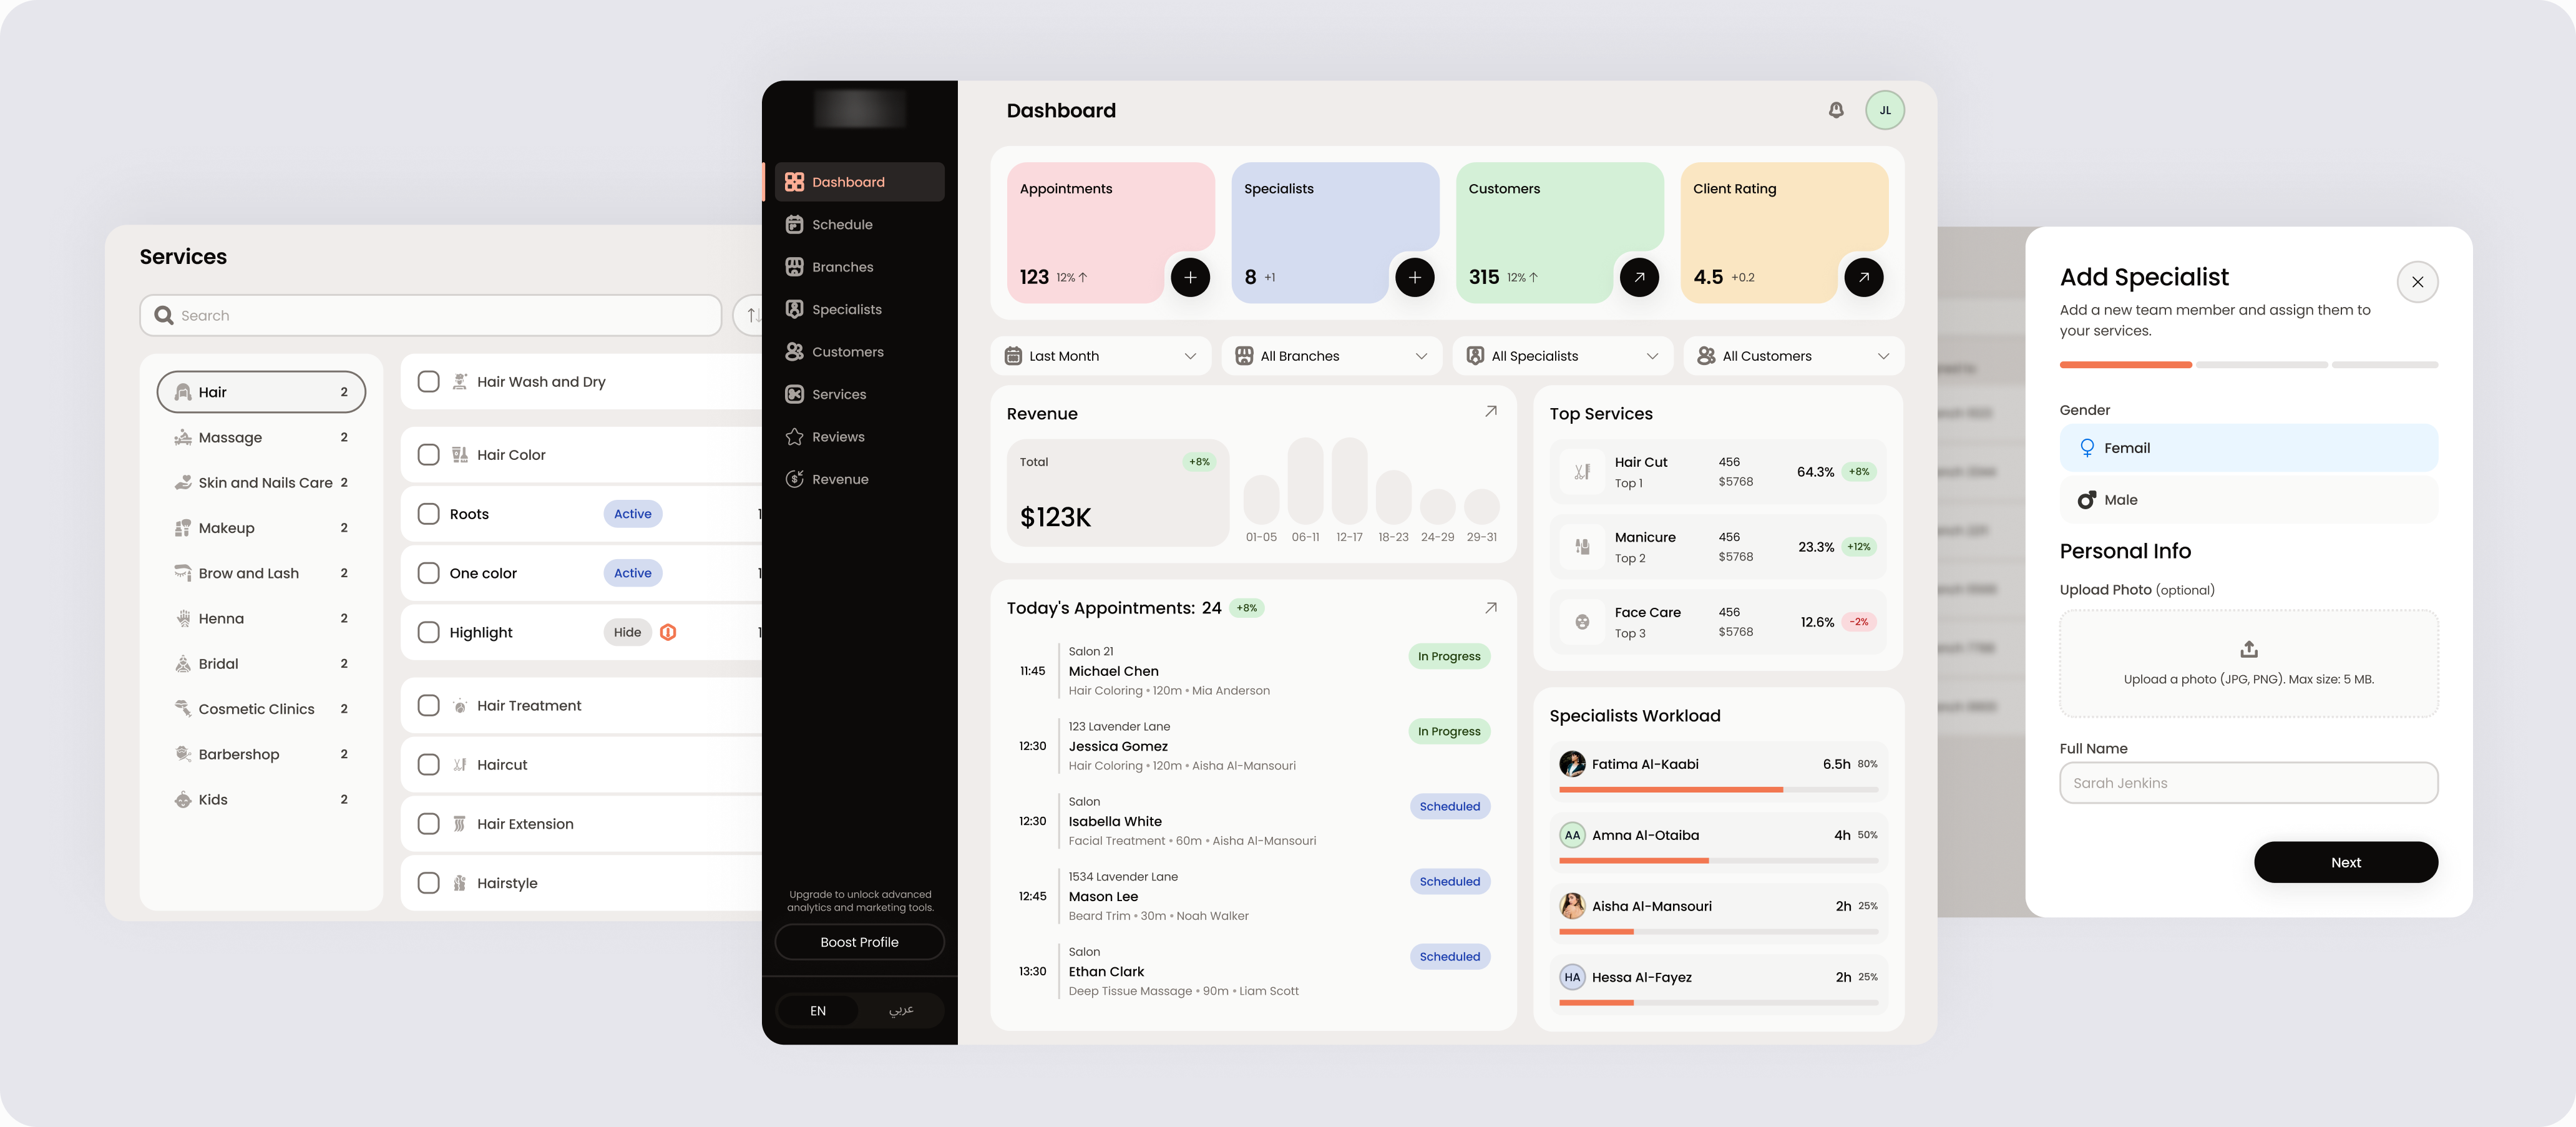 Services
Search
Hair 2
Massage 2
Skin and Nails Care 2
Makeup 2
Brow and Lash 2
Henna 2
Bridal 2
Cosmetic Clinics 2
Barbershop 2
Kids 2
Hair Wash and Dry
Hair Color
Roots Active
One color Active
Highlight Hide
Hair Treatment
Haircut
Hair Extension
Hairstyle
Dashboard
Schedule
Branches
Specialists
Customers
Services
Reviews
Revenue
Upgrade to unlock advanced
analytics and marketing tools.
Boost Profile
EN عربي
Dashboard
JL
Appointments
123 12% ↑
Specialists
8 +1
Customers
315 12% ↑
Client Rating
4.5 +0.2
Last Month
All Branches
All Specialists
All Customers
Revenue
Total +8%
$123K
01-05 06-11 12-17 18-23 24-29 29-31
Today's Appointments: 24 +8%
11:45
Salon 21
Michael Chen
Hair Coloring • 120m • Mia Anderson
In Progress
12:30
123 Lavender Lane
Jessica Gomez
Hair Coloring • 120m • Aisha Al-Mansouri
In Progress
12:30
Salon
Isabella White
Facial Treatment • 60m • Aisha Al-Mansouri
Scheduled
12:45
1534 Lavender Lane
Mason Lee
Beard Trim • 30m • Noah Walker
Scheduled
13:30
Salon
Ethan Clark
Deep Tissue Massage • 90m • Liam Scott
Scheduled
Top Services
Hair Cut
Top 1
456
$5768
64.3% +8%
Manicure
Top 2
456
$5768
23.3% +12%
Face Care
Top 3
456
$5768
12.6% -2%
Specialists Workload
Fatima Al-Kaabi 6.5h 80%
AA Amna Al-Otaiba 4h 50%
Aisha Al-Mansouri 2h 25%
HA Hessa Al-Fayez 2h 25%
Add Specialist
Add a new team member and assign them to
your services.
Gender
Femail
Male
Personal Info
Upload Photo (optional)
Upload a photo (JPG, PNG). Max size: 5 MB.
Full Name
Sarah Jenkins
Next